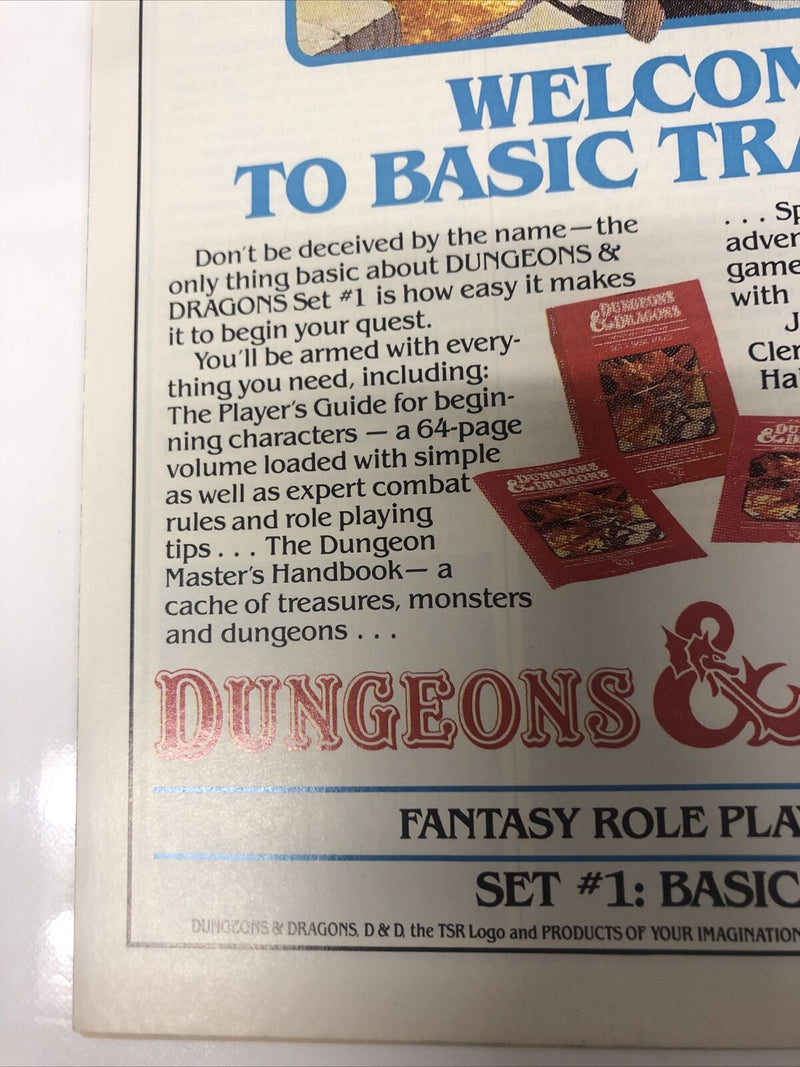 WELCOM
TO BASIC TRA
Don't be deceived by the name—the
only thing basic about DUNGEONS &
DRAGONS Set #1 is how easy it makes
it to begin your quest.
You'll be armed with every-
thing you need, including:
The Player's Guide for begin-
ning characters — a 64-page
volume loaded with simple
as well as expert combat
rules and role playing
tips . . . The Dungeon
Master's Handbook— a
cache of treasures, monsters
and dungeons . . .
. . . Sp
adver
game
with
J
Cler
Hal
DUNGEONS
& DRAGONS
DUNGEONS
& DRAGONS
DU
& D
DUNGEONS &
FANTASY ROLE PLA
SET #1: BASIC
DUNGEONS & DRAGONS, D & D, the TSR Logo and PRODUCTS OF YOUR IMAGINATION